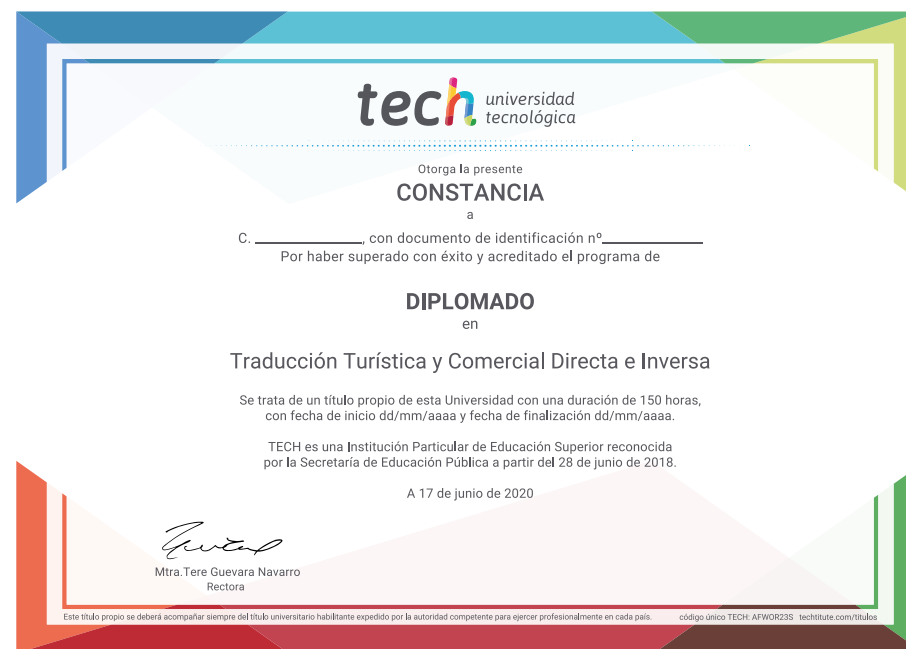 tech universidad
tecnológica
Otorga la presente
CONSTANCIA
a
C. ______________, con documento de identificación nº_____________
Por haber superado con éxito y acreditado el programa de
DIPLOMADO
en
Traducción Turística y Comercial Directa e Inversa
Se trata de un título propio de esta Universidad con una duración de 150 horas,
con fecha de inicio dd/mm/aaaa y fecha de finalización dd/mm/aaaa.
TECH es una Institución Particular de Educación Superior reconocida
por la Secretaría de Educación Pública a partir del 28 de junio de 2018.
A 17 de junio de 2020
Mtra.Tere Guevara Navarro
Rectora
Este título propio se deberá acompañar siempre del título universitario habilitante expedido por la autoridad competente para ejercer profesionalmente en cada país. código único TECH: AFWOR23S techtitute.com/titulos